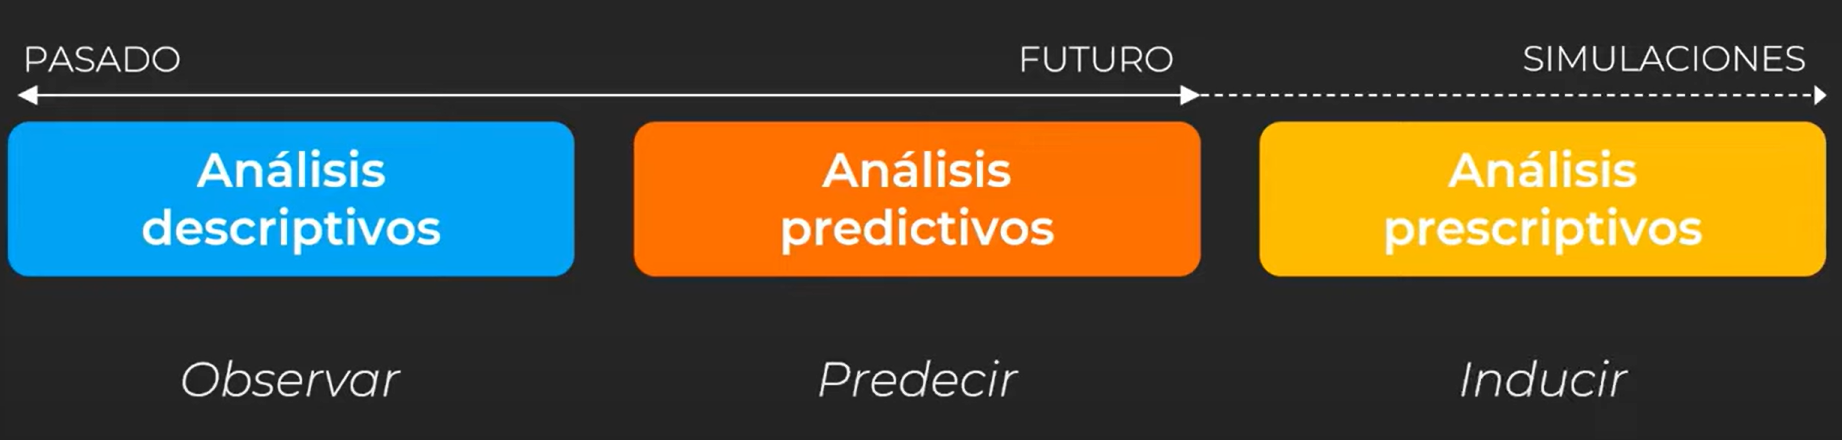 PASADO
FUTURO
SIMULACIONES
Análisis
descriptivos
Análisis
predictivos
Análisis
prescriptivos
Observar
Predecir
Inducir